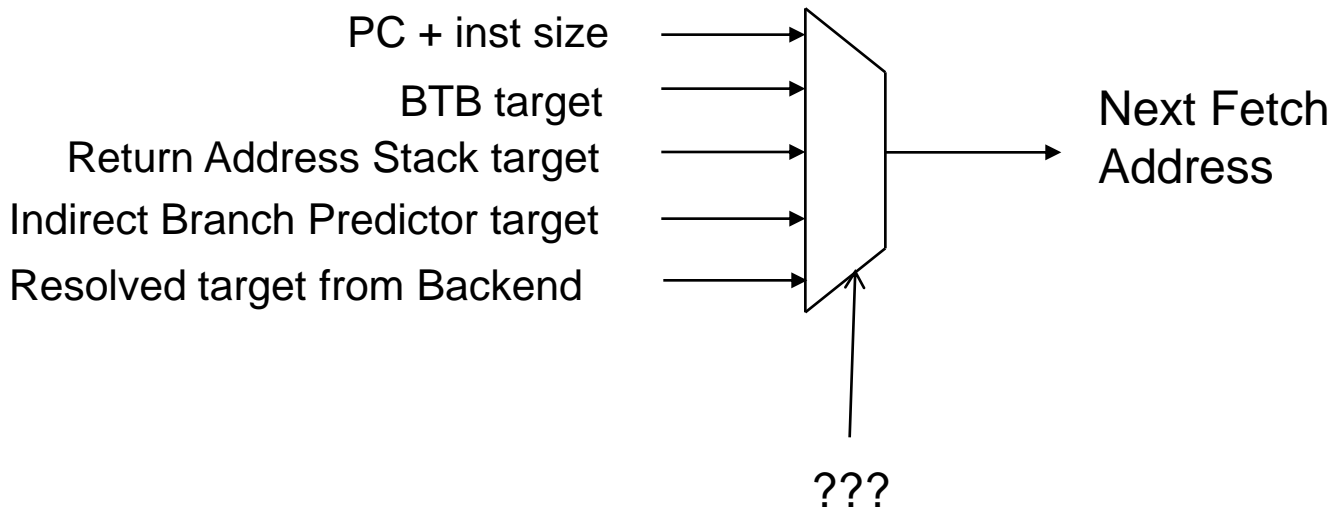 PC + inst size
BTB target
Return Address Stack target
Indirect Branch Predictor target
Resolved target from Backend
Next Fetch
Address
???